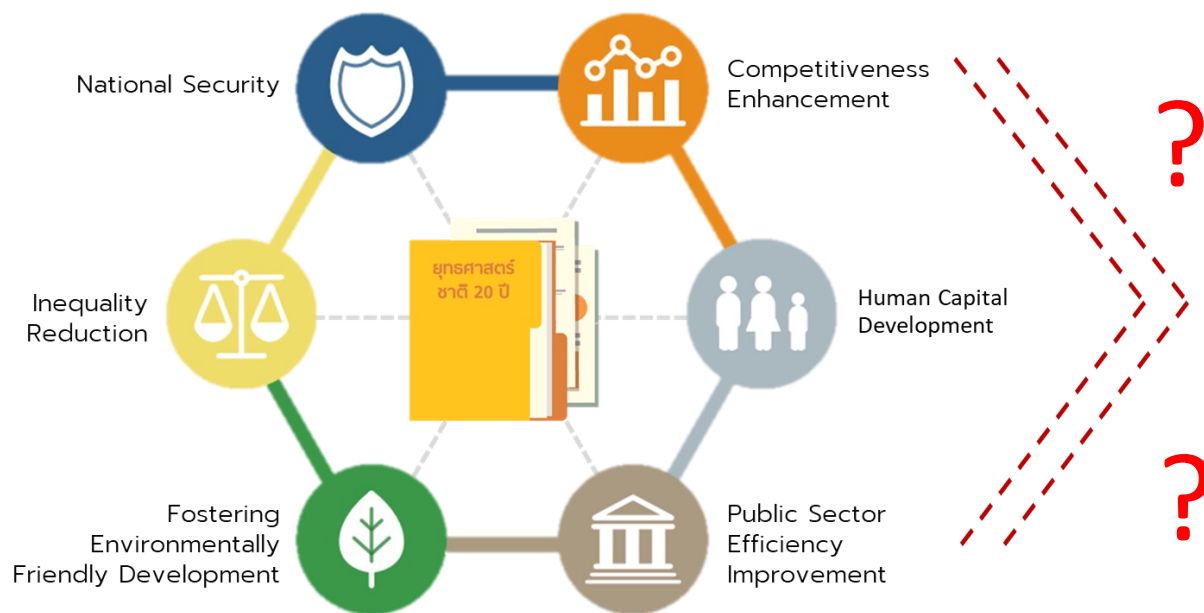 National Security
Competitiveness
Enhancement
ยุทธศาสตร์
ชาติ 20 ปี
Inequality
Reduction
Human Capital
Development
Fostering
Environmentally
Friendly Development
Public Sector
Efficiency
Improvement
?
?